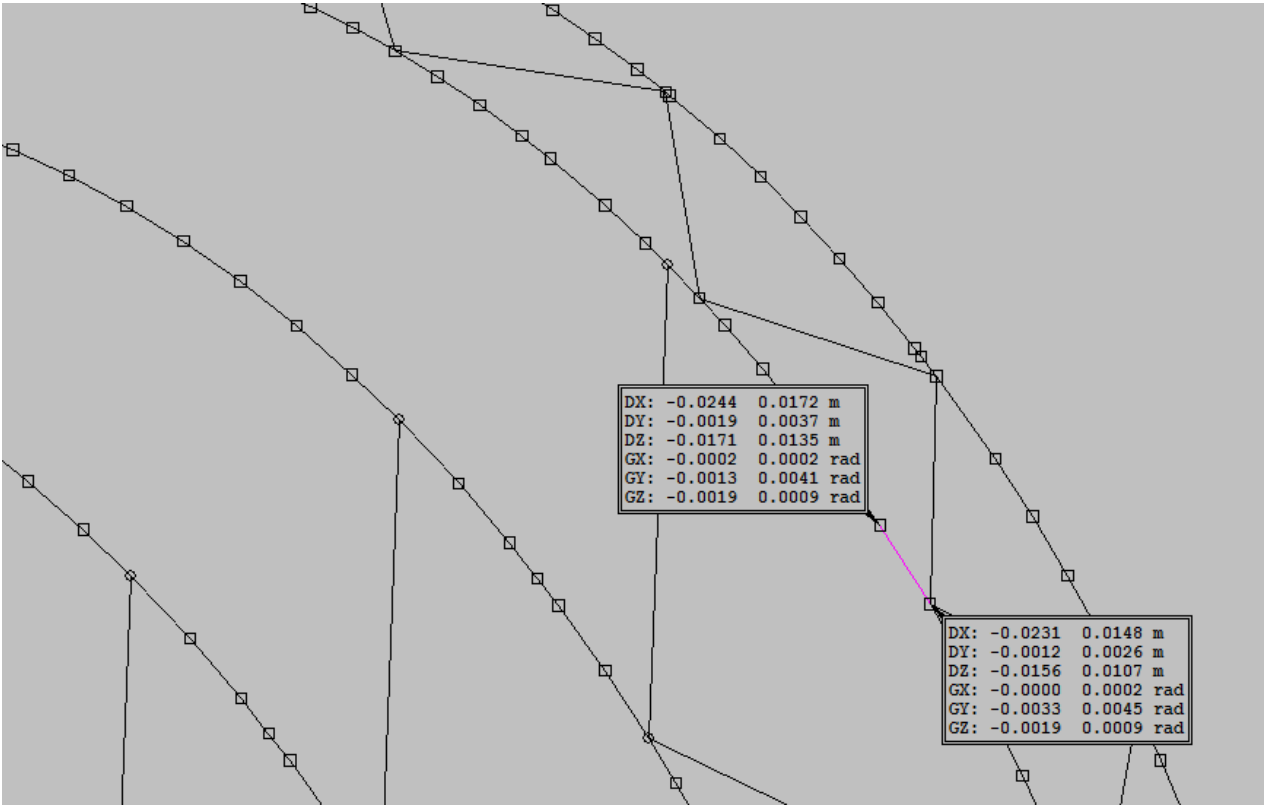 DX: -0.0244 0.0172 m
DY: -0.0019 0.0037 m
DZ: -0.0171 0.0135 m
GX: -0.0002 0.0002 rad
GY: -0.0013 0.0041 rad
GZ: -0.0019 0.0009 rad
DX: -0.0231 0.0148 m
DY: -0.0012 0.0026 m
DZ: -0.0156 0.0107 m
GX: -0.0000 0.0002 rad
GY: -0.0033 0.0045 rad
GZ: -0.0019 0.0009 rad